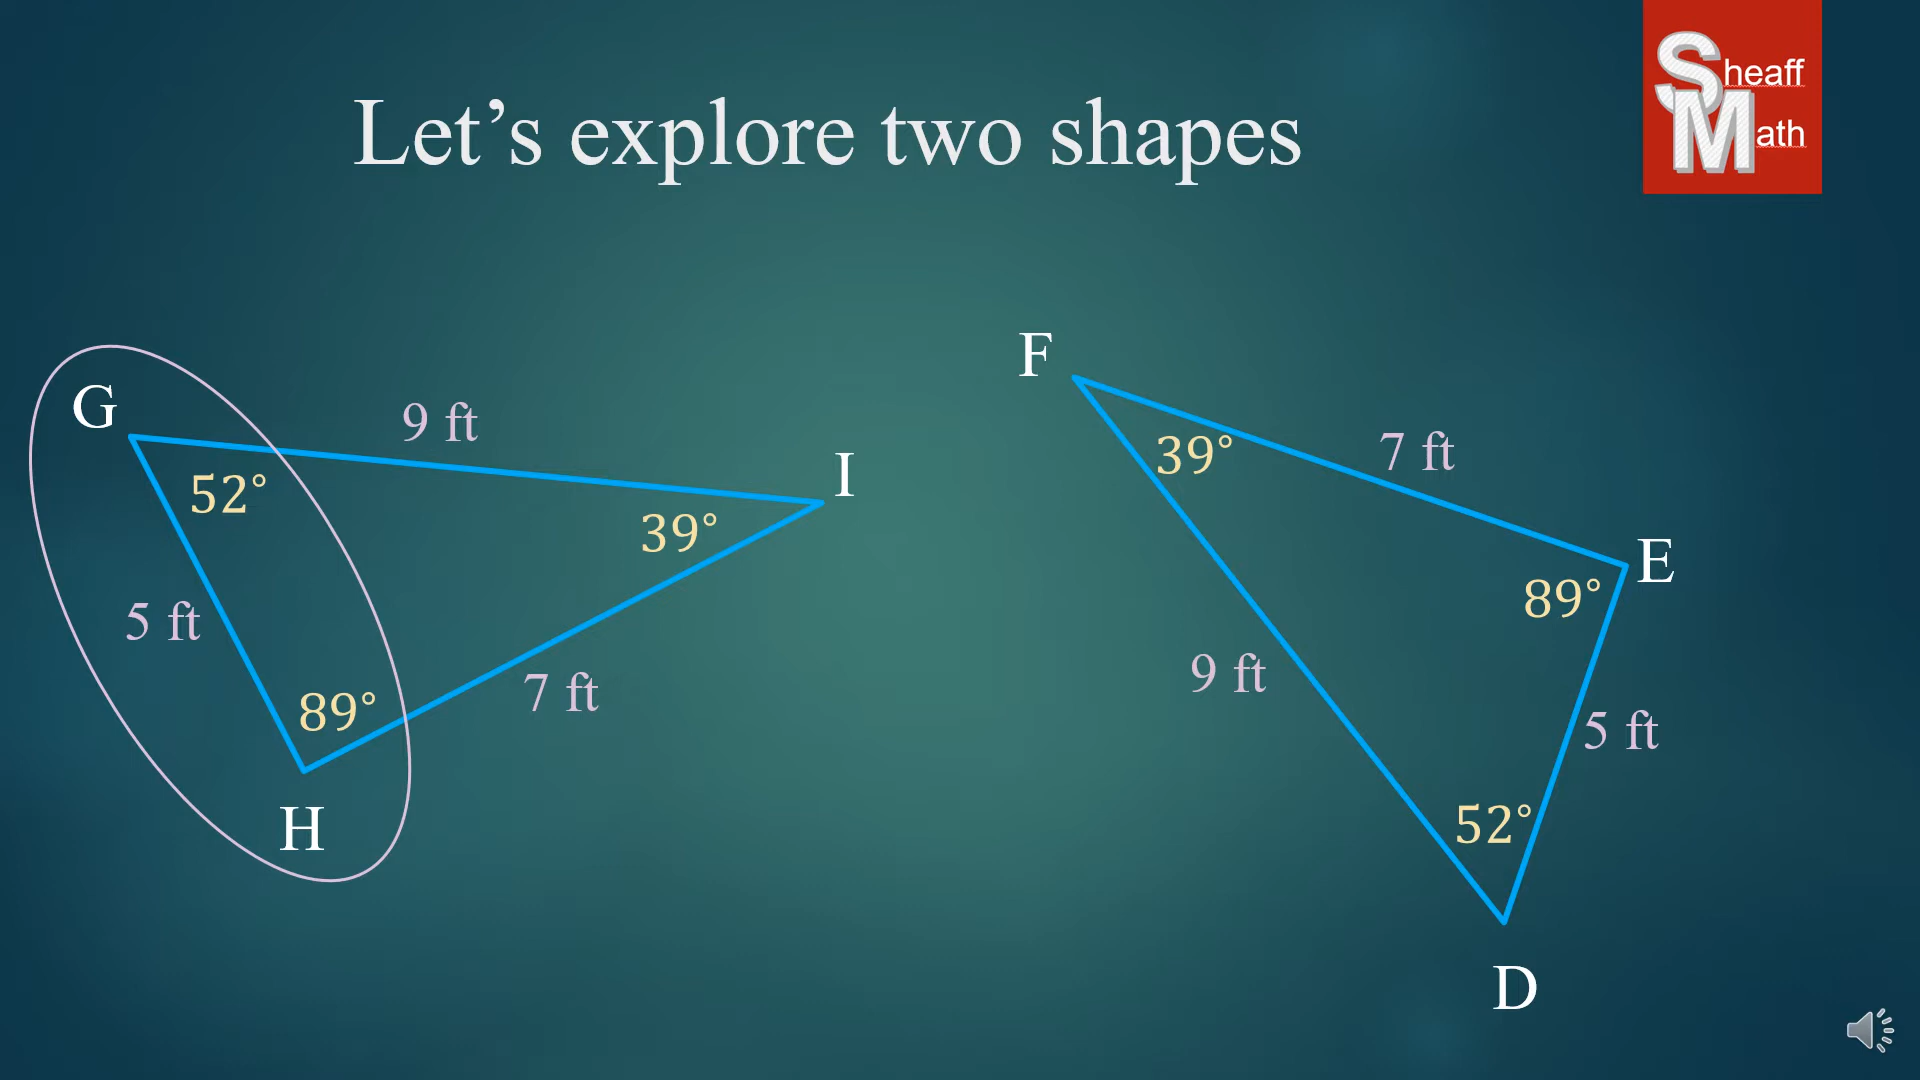 Let’s explore two shapes
Sheaff
Math
G
9 ft
I
52°
39°
5 ft
89°
7 ft
H
F
39°
7 ft
E
89°
9 ft
5 ft
52°
D